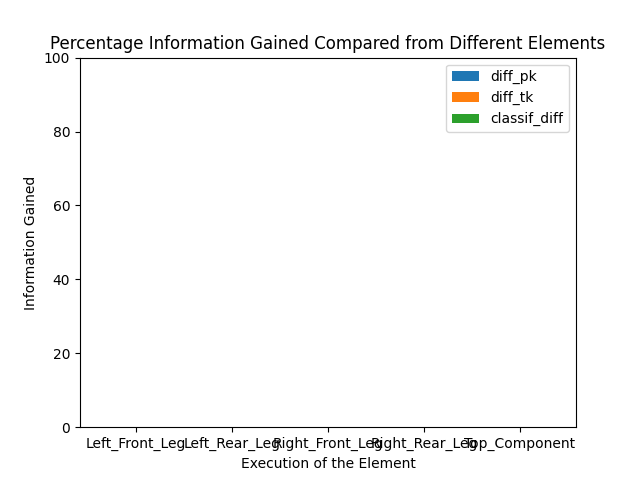 Percentage Information Gained Compared from Different Elements
100
80
60
40
20
0
Information Gained
diff_pk
diff_tk
classif_diff
Left_Front_Leg
Left_Rear_Leg
Right_Front_Leg
Right_Rear_Leg
Top_Component
Execution of the Element